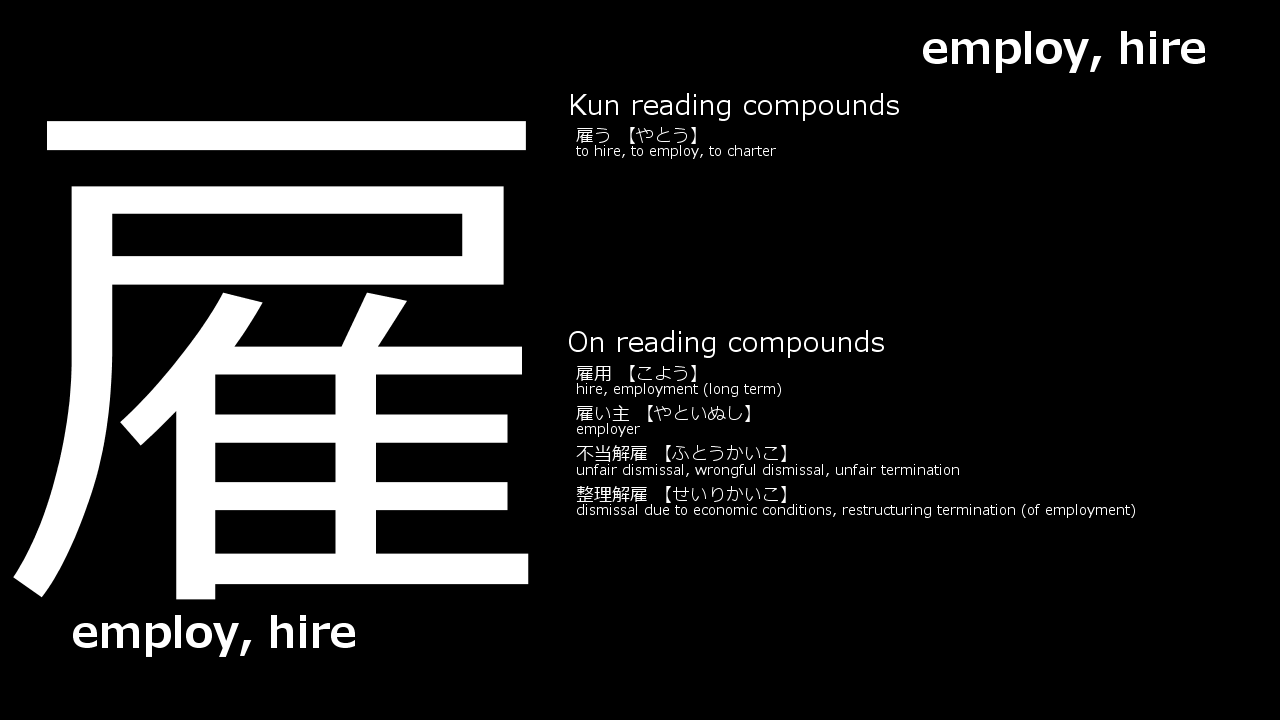 employ, hire
雇
Kun reading compounds
雇う 【やとう】
to hire, to employ, to charter
On reading compounds
雇用 【こよう】
hire, employment (long term)
雇い主 【やといぬし】
employer
不当解雇 【ふとうかいこ】
unfair dismissal, wrongful dismissal, unfair termination
整理解雇 【せいりかいこ】
dismissal due to economic conditions, restructuring termination (of employment)
employ, hire